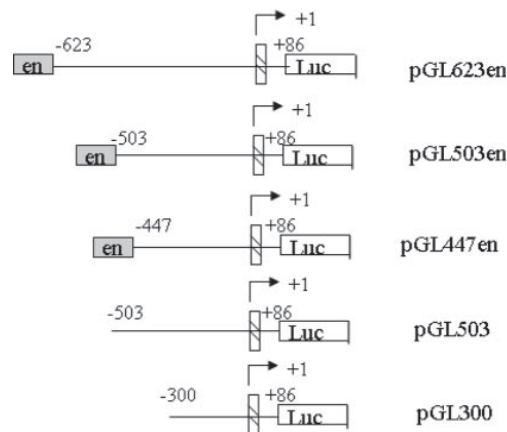 +1
-623 +86
en Luc pGL623en
+1
-503 +86
en Luc pGL503en
+1
-447 +86
en Luc pGL447en
+1
-503 +86
Luc pGL503
+1
-300 +86
Luc pGL300